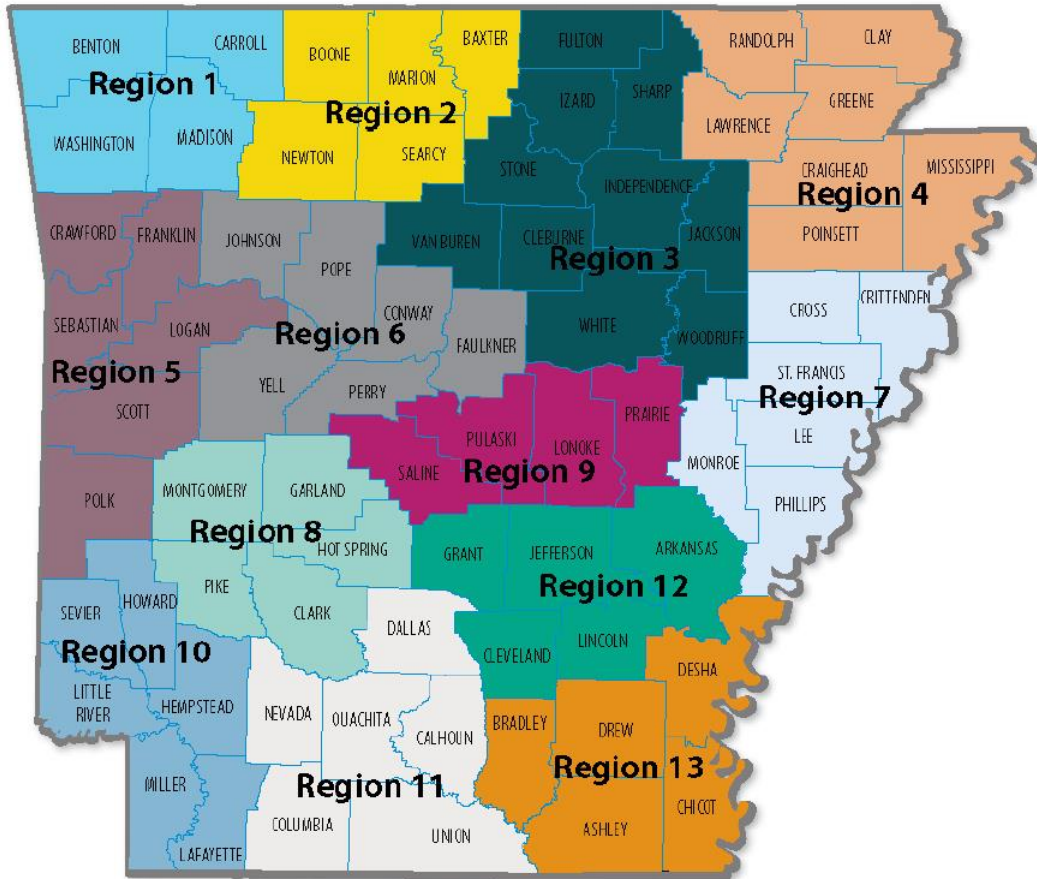 BENTON
CARROLL
Region 1
WASHINGTON
MADISON
BOONE
MARION
BAXTER
Region 2
NEWTON
SEARCY
FULTON
IZARD
SHARP
STONE
INDEPENDENCE
VAN BUREN
CLEBURNE
JACKSON
Region 3
WHITE
WOODRUFF
RANDOLPH
CLAY
GREENE
LAWRENCE
CRAIGHEAD
MISSISSIPPI
Region 4
POINSETT
CRAWFORD
FRANKLIN
SEBASTIAN
LOGAN
Region 5
SCOTT
POLK
JOHNSON
POPE
CONWAY
Region 6
FAULKNER
YELL
PERRY
CROSS
CRITTENDEN
ST. FRANCIS
Region 7
LEE
MONROE
PHILLIPS
MONTGOMERY
GARLAND
Region 8
HOT SPRING
PIKE
CLARK
PULASKI
LONOKE
PRAIRIE
SALINE
Region 9
SEVIER
HOWARD
Region 10
LITTLE
RIVER
HEMPSTEAD
MILLER
LAFAYETTE
DALLAS
NEVADA
OUACHITA
CALHOUN
Region 11
COLUMBIA
UNION
GRANT
JEFFERSON
ARKANSAS
Region 12
CLEVELAND
LINCOLN
DESHA
BRADLEY
DREW
Region 13
ASHLEY
CHICOT